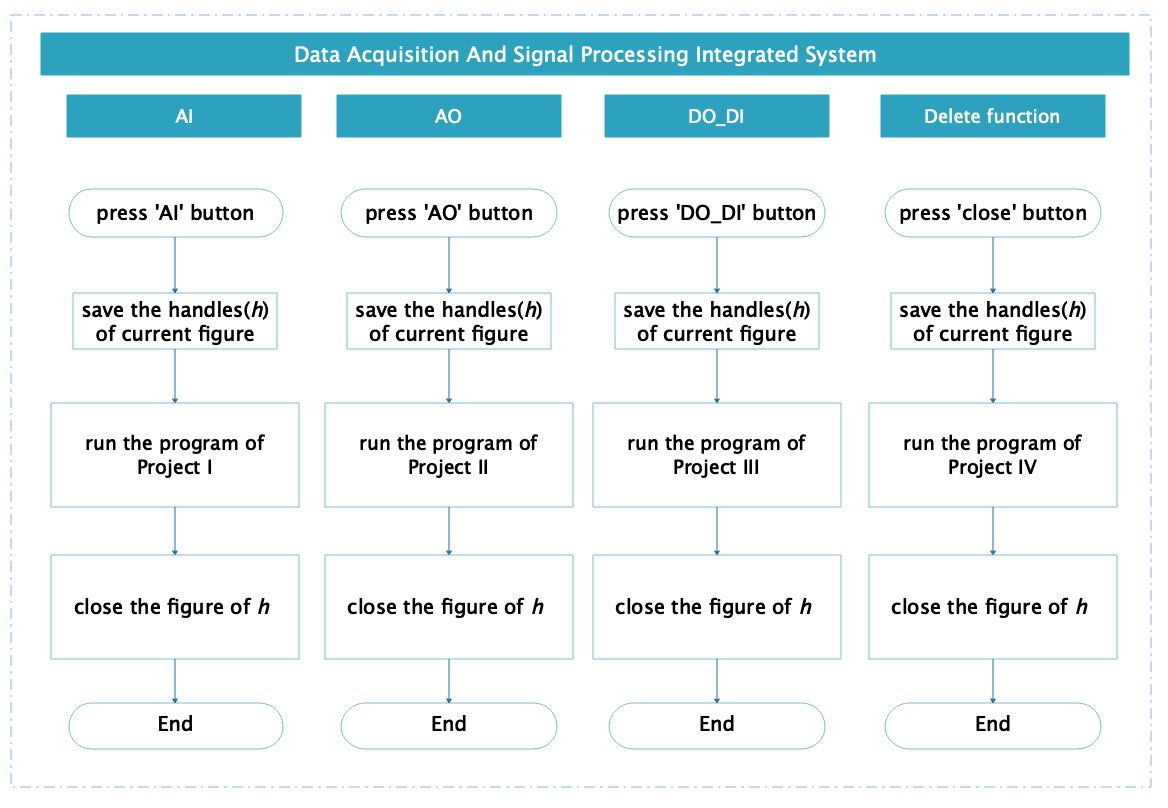 Data Acquisition And Signal Processing Integrated System
AI
AO
DO_DI
Delete function
press 'AI' button
press 'AO' button
press 'DO_DI' button
press 'close' button
save the handles(h)
of current figure
save the handles(h)
of current figure
save the handles(h)
of current figure
save the handles(h)
of current figure
run the program of
Project I
run the program of
Project II
run the program of
Project III
run the program of
Project IV
close the figure of h
close the figure of h
close the figure of h
close the figure of h
End
End
End
End